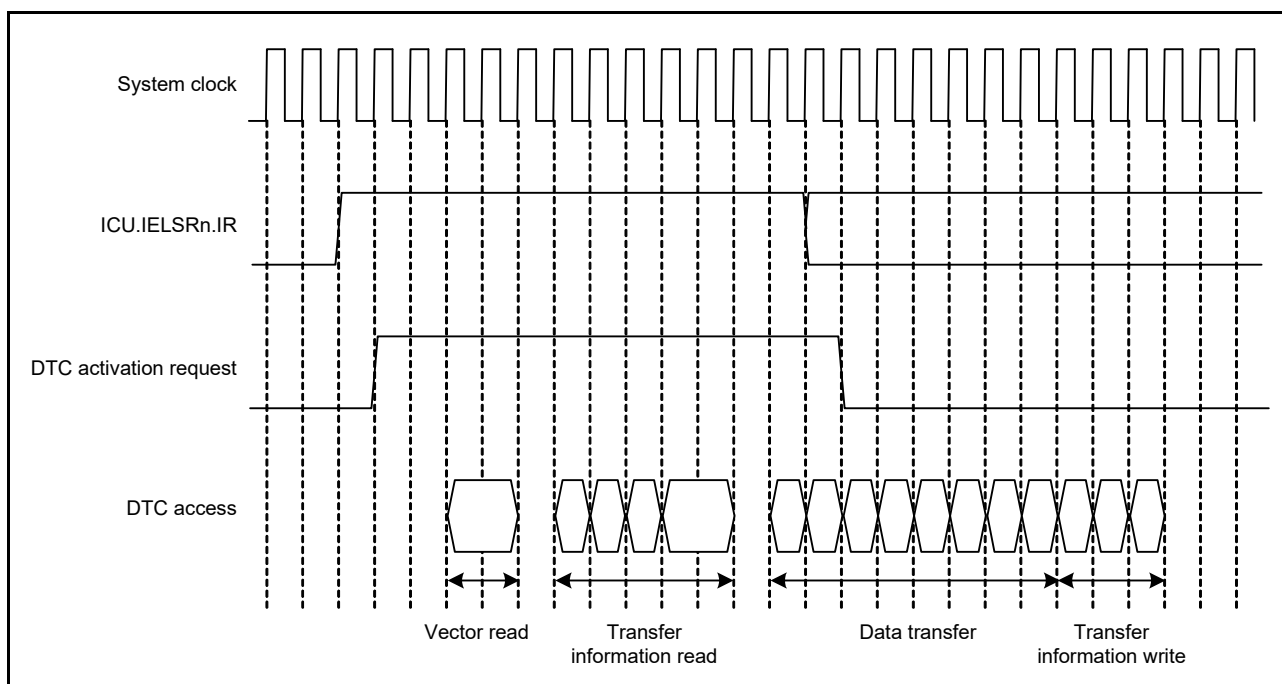 System clock
ICU.IELSRn.IR
DTC activation request
DTC access
Vector read
Transfer
information read
Data transfer
Transfer
information write